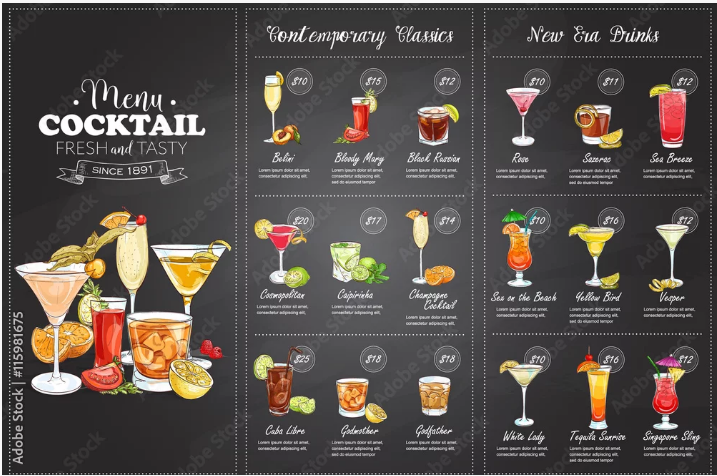 Menu
COCKTAIL
FRESH and TASTY
SINCE 1891
Contemporary Classics
$10
$15
$12
Belini
Bloody Mary
Black Russian
Lorem ipsum dolor sit amet,
consectetur adipiscing elit.
Lorem ipsum dolor sit amet,
consectetur adipiscing elit.
Lorem ipsum dolor sit amet,
consectetur adipiscing elit,
sed do eiusmod tempor
$20
$17
$14
Cosmopolitan
Caipirinha
Champagne
Cocktail
Lorem ipsum dolor sit amet,
consectetur adipiscing elit,
Lorem ipsum dolor sit amet,
consectetur adipiscing elit,
Lorem ipsum dolor sit amet,
consectetur adipiscing elit,
$25
$18
$18
Cuba Libre
Godmother
Godfather
Lorem ipsum dolor sit amet,
consectetur adipiscing elit,
sed do eiusmod tempor
Lorem ipsum dolor sit amet,
Lorem ipsum dolor sit amet,
consectetur adipiscing elit,
sed do eiusmod tempor
New Era Drinks
$10
$11
$12
Rose
Sazerac
Sea Breeze
Lorem ipsum dolor sit amet,
consectetur adipiscing elit,
sed do eiusmod tempor
Lorem ipsum dolor sit amet,
consectetur adipiscing elit,
sed do eiusmod tempor
Lorem ipsum dolor sit amet,
consectetur adipiscing elit.
$10
$16
$12
Sea on the Beach
Yellow Bird
Vesper
Lorem ipsum dolor sit amet,
consectetur adipiscing elit,
Lorem ipsum dolor sit amet,
consectetur adipiscing elit,
Lorem ipsum dolor sit amet,
consectetur adipiscing elit,
$10
$16
$12
White Lady
Tequila Sunrise
Singapore Sling
Lorem ipsum dolor sit amet,
consectetur adipiscing elit,
sed do eiusmod tempor
Lorem ipsum dolor sit amet,
consectetur adipiscing elit,
Lorem ipsum dolor sit amet,
consectetur adipiscing elit,
Adobe Stock | #115981675